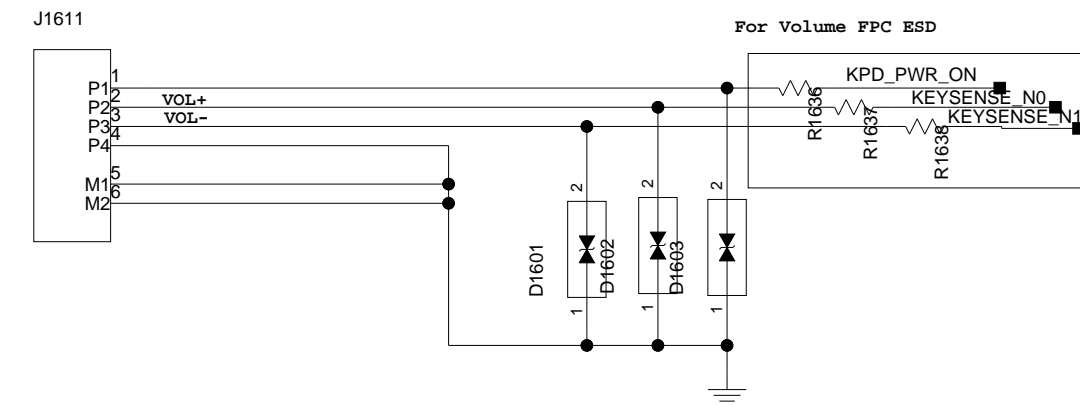 J1611
For Volume FPC ESD
P1 1
P2 2 VOL+
P3 3 VOL-
P4 4
M1 5
M2 6
KPD_PWR_ON
KEYSENSE_N0
KEYSENSE_N1
R1636
R1637
R1638
2
2
2
D1601
D1602
D1603
1
1
1